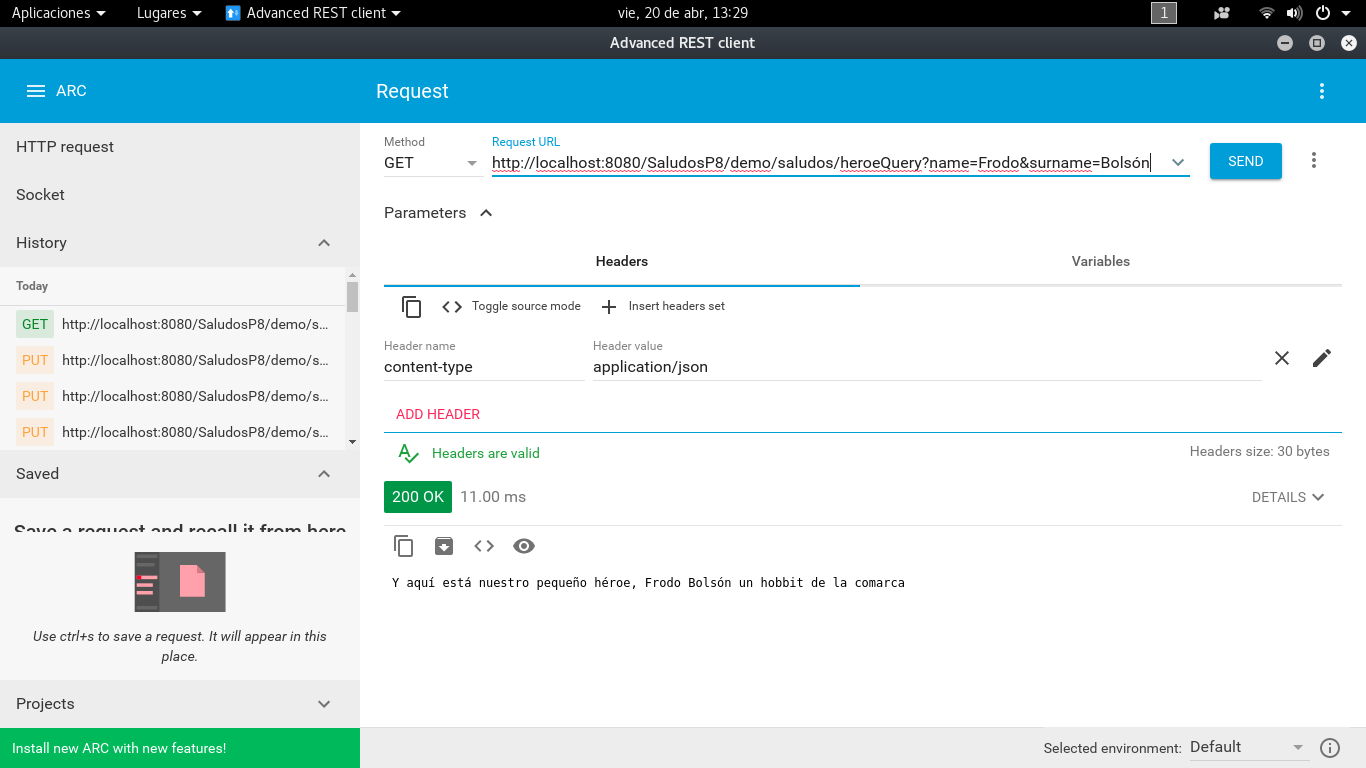 Aplicaciones Lugares Advanced REST client vie, 20 de abr, 13:29 1
Advanced REST client
ARC Request
HTTP request
Socket
History
Today
GET http://localhost:8080/SaludosP8/demo/s...
PUT http://localhost:8080/SaludosP8/demo/s...
PUT http://localhost:8080/SaludosP8/demo/s...
PUT http://localhost:8080/SaludosP8/demo/s...
Saved
Save a request and recall it from here
Use ctrl+s to save a request. It will appear in this
place.
Projects
Install new ARC with new features!
Method Request URL
GET http://localhost:8080/SaludosP8/demo/saludos/heroeQuery?name=Frodo&surname=Bolsón SEND
Parameters
Headers Variables
Toggle source mode Insert headers set
Header name Header value
content-type application/json
ADD HEADER
Headers are valid Headers size: 30 bytes
200 OK 11.00 ms DETAILS
Y aquí está nuestro pequeño héroe, Frodo Bolsón un hobbit de la comarca
Selected environment: Default